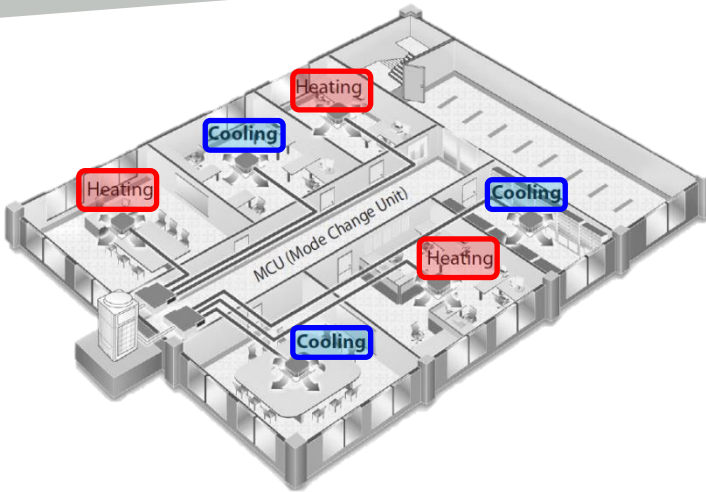 Heating
Cooling
Heating
Cooling
MCU (Mode Change Unit)
Heating
Cooling